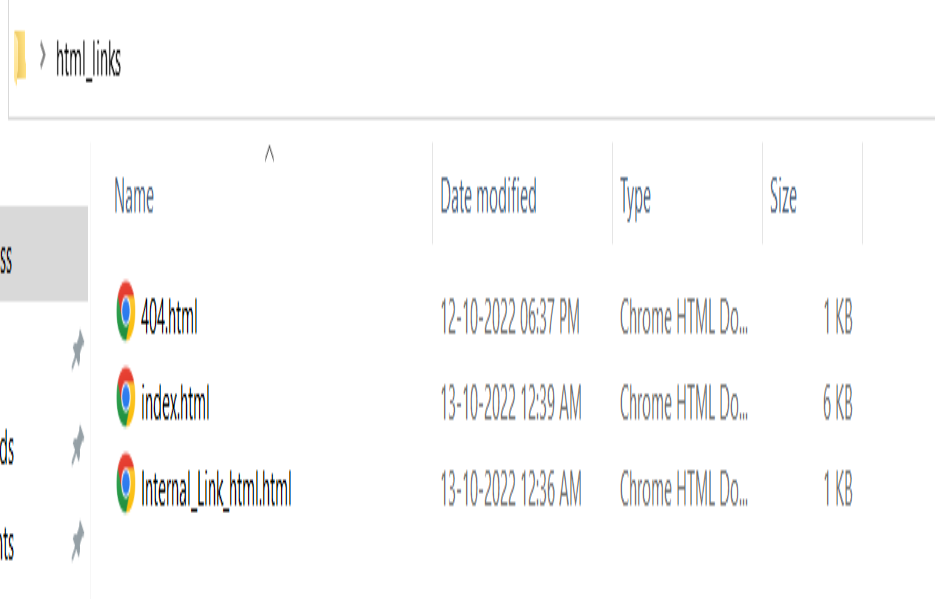 html_links
Name Date modified Type Size
ss
404.html 12-10-2022 06:37 PM Chrome HTML Do... 1 KB
index.html 13-10-2022 12:39 AM Chrome HTML Do... 6 KB
ds
Internal_Link_html.html 13-10-2022 12:36 AM Chrome HTML Do... 1 KB
nts